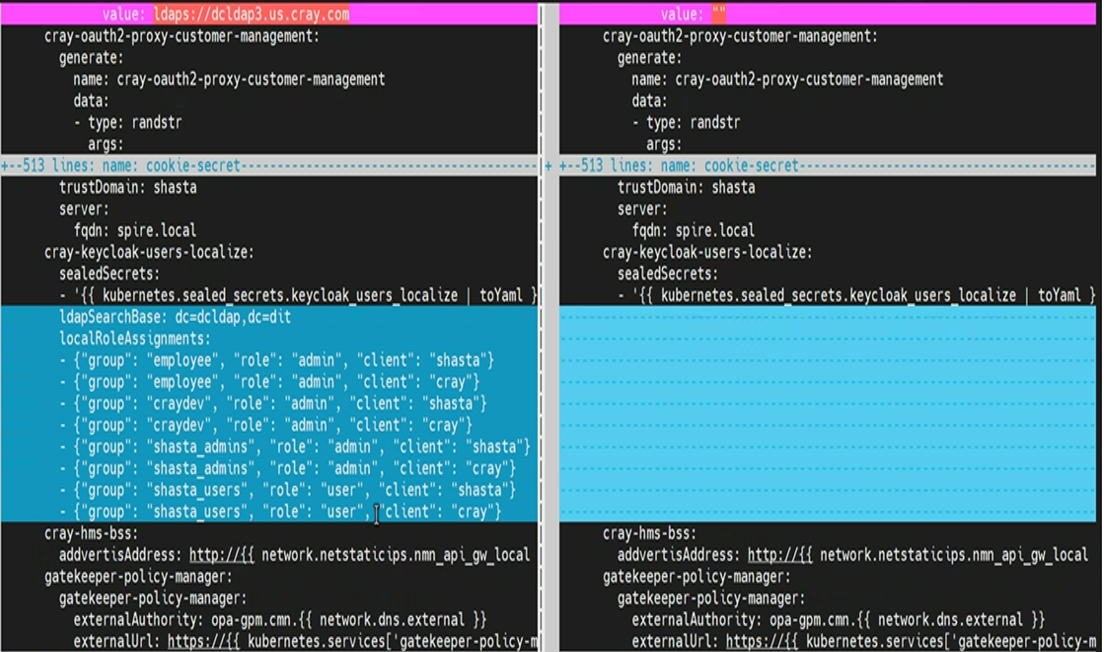 value: ldaps://dcldap3.us.cray.com
cray-oauth2-proxy-customer-management:
generate:
name: cray-oauth2-proxy-customer-management
data:
- type: randstr
args:
+--513 lines: name: cookie-secret-----------------------------------------
trustDomain: shasta
server:
fqdn: spire.local
cray-keycloak-users-localize:
sealedSecrets:
- '{{ kubernetes.sealed_secrets.keycloak_users_localize | toYaml }
ldapSearchBase: dc=dcldap,dc=dit
localRoleAssignments:
- {"group": "employee", "role": "admin", "client": "shasta"}
- {"group": "employee", "role": "admin", "client": "cray"}
- {"group": "craydev", "role": "admin", "client": "shasta"}
- {"group": "craydev", "role": "admin", "client": "cray"}
- {"group": "shasta_admins", "role": "admin", "client": "shasta"}
- {"group": "shasta_admins", "role": "admin", "client": "cray"}
- {"group": "shasta_users", "role": "user", "client": "shasta"}
- {"group": "shasta_users", "role": "user", "client": "cray"}
cray-hms-bss:
addvertisAddress: http://{{ network.netstaticips.nmn_api_gw_local
gatekeeper-policy-manager:
gatekeeper-policy-manager:
externalAuthority: opa-gpm.cmn.{{ network.dns.external }}
externalUrl: https://{{ kubernetes.services['gatekeeper-policy-m
value: ""
cray-oauth2-proxy-customer-management:
generate:
name: cray-oauth2-proxy-customer-management
data:
- type: randstr
args:
+ +--513 lines: name: cookie-secret-----------------------------------------
trustDomain: shasta
server:
fqdn: spire.local
cray-keycloak-users-localize:
sealedSecrets:
- '{{ kubernetes.sealed_secrets.keycloak_users_localize | toYaml }
cray-hms-bss:
addvertisAddress: http://{{ network.netstaticips.nmn_api_gw_local
gatekeeper-policy-manager:
gatekeeper-policy-manager:
externalAuthority: opa-gpm.cmn.{{ network.dns.external }}
externalUrl: https://{{ kubernetes.services['gatekeeper-policy-m